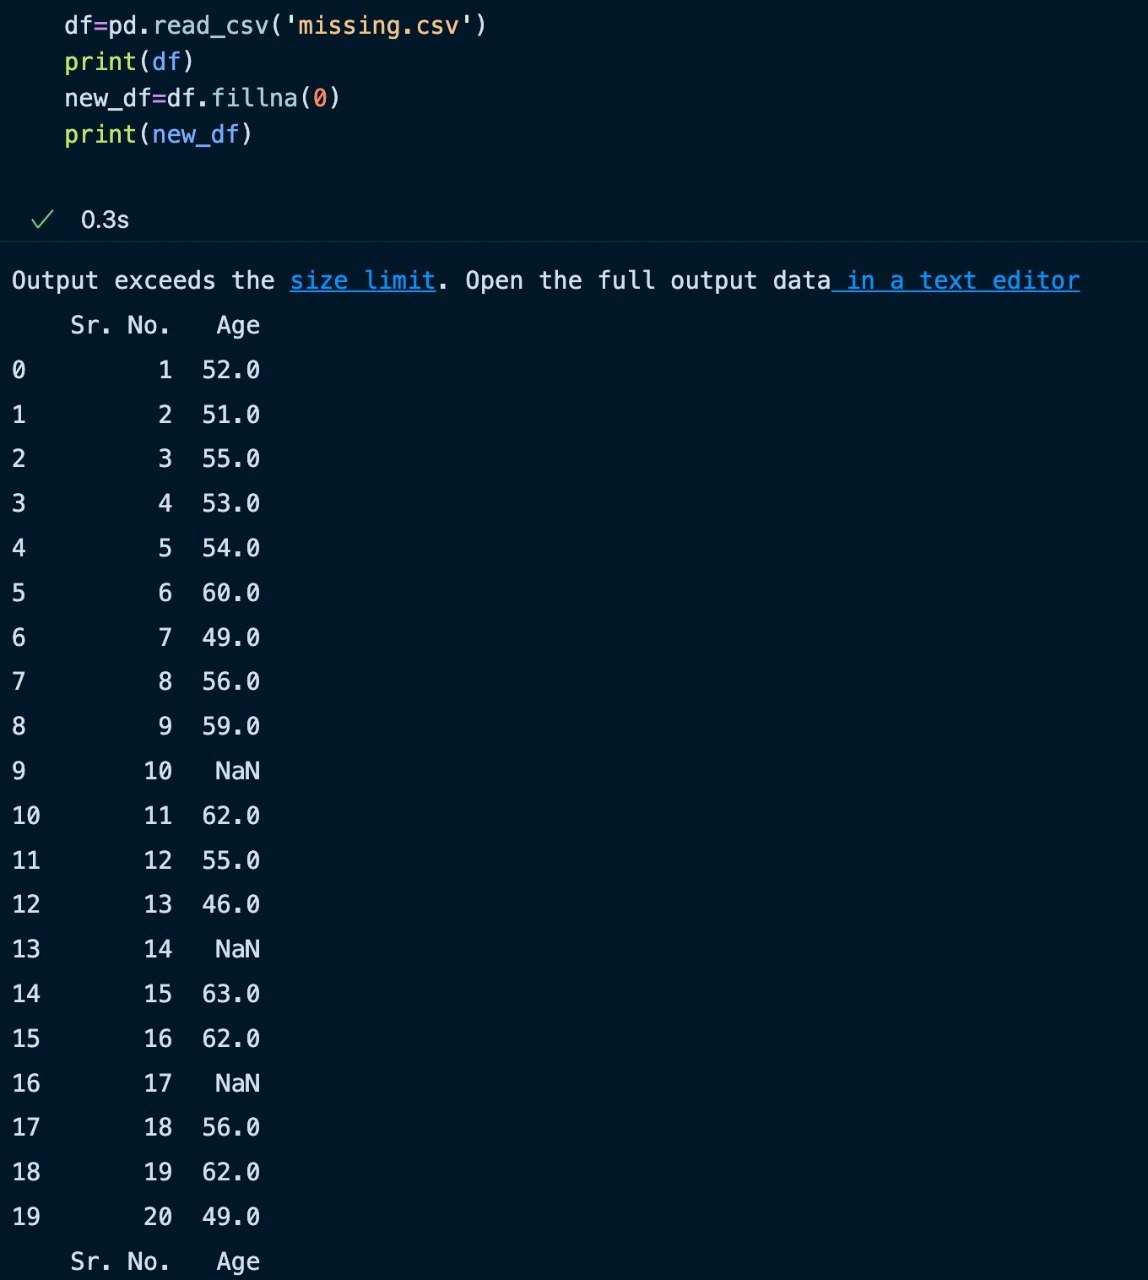 df=pd.read_csv('missing.csv')
print(df)
new_df=df.fillna(0)
print(new_df)
0.3s
Output exceeds the size limit. Open the full output data in a text editor
Sr. No. Age
0 1 52.0
1 2 51.0
2 3 55.0
3 4 53.0
4 5 54.0
5 6 60.0
6 7 49.0
7 8 56.0
8 9 59.0
9 10 NaN
10 11 62.0
11 12 55.0
12 13 46.0
13 14 NaN
14 15 63.0
15 16 62.0
16 17 NaN
17 18 56.0
18 19 62.0
19 20 49.0
Sr. No. Age